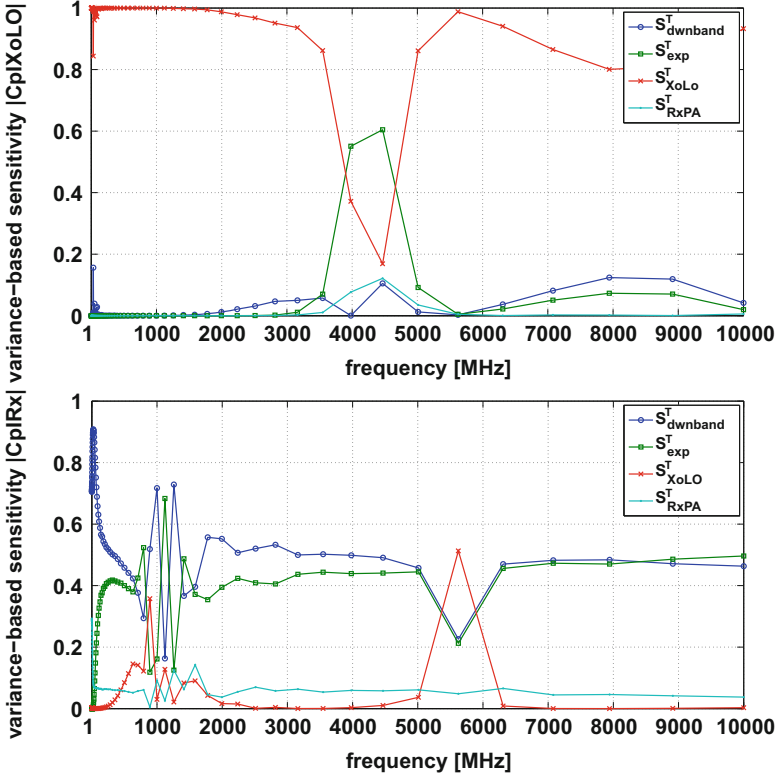 variance-based sensitivity |CplXoLO|
1
0.8
0.6
0.4
0.2
0
S^T_dwnband
S^T_exp
S^T_XoLo
S^T_RxPA
1 1000 2000 3000 4000 5000 6000 7000 8000 9000 10000
frequency [MHz]
variance-based sensitivity |CplRx|
1
0.8
0.6
0.4
0.2
0
S^T_dwnband
S^T_exp
S^T_XoLO
S^T_RxPA
1 1000 2000 3000 4000 5000 6000 7000 8000 9000 10000
frequency [MHz]